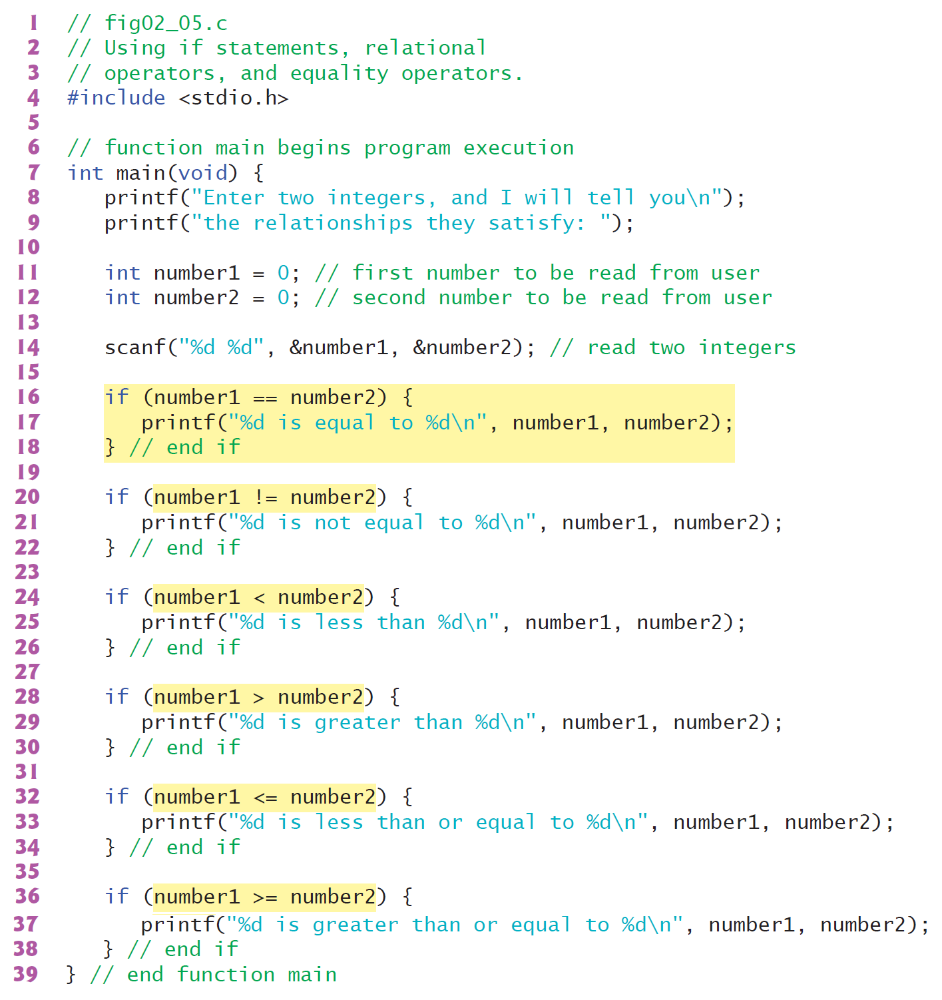 1 // fig02_05.c
2 // Using if statements, relational
3 // operators, and equality operators.
4 #include <stdio.h>
5
6 // function main begins program execution
7 int main(void) {
8    printf("Enter two integers, and I will tell you\n");
9    printf("the relationships they satisfy: ");
10
11    int number1 = 0; // first number to be read from user
12    int number2 = 0; // second number to be read from user
13
14    scanf("%d %d", &number1, &number2); // read two integers
15
16    if (number1 == number2) {
17       printf("%d is equal to %d\n", number1, number2);
18    } // end if
19
20    if (number1 != number2) {
21       printf("%d is not equal to %d\n", number1, number2);
22    } // end if
23
24    if (number1 < number2) {
25       printf("%d is less than %d\n", number1, number2);
26    } // end if
27
28    if (number1 > number2) {
29       printf("%d is greater than %d\n", number1, number2);
30    } // end if
31
32    if (number1 <= number2) {
33       printf("%d is less than or equal to %d\n", number1, number2);
34    } // end if
35
36    if (number1 >= number2) {
37       printf("%d is greater than or equal to %d\n", number1, number2);
38    } // end if
39 } // end function main